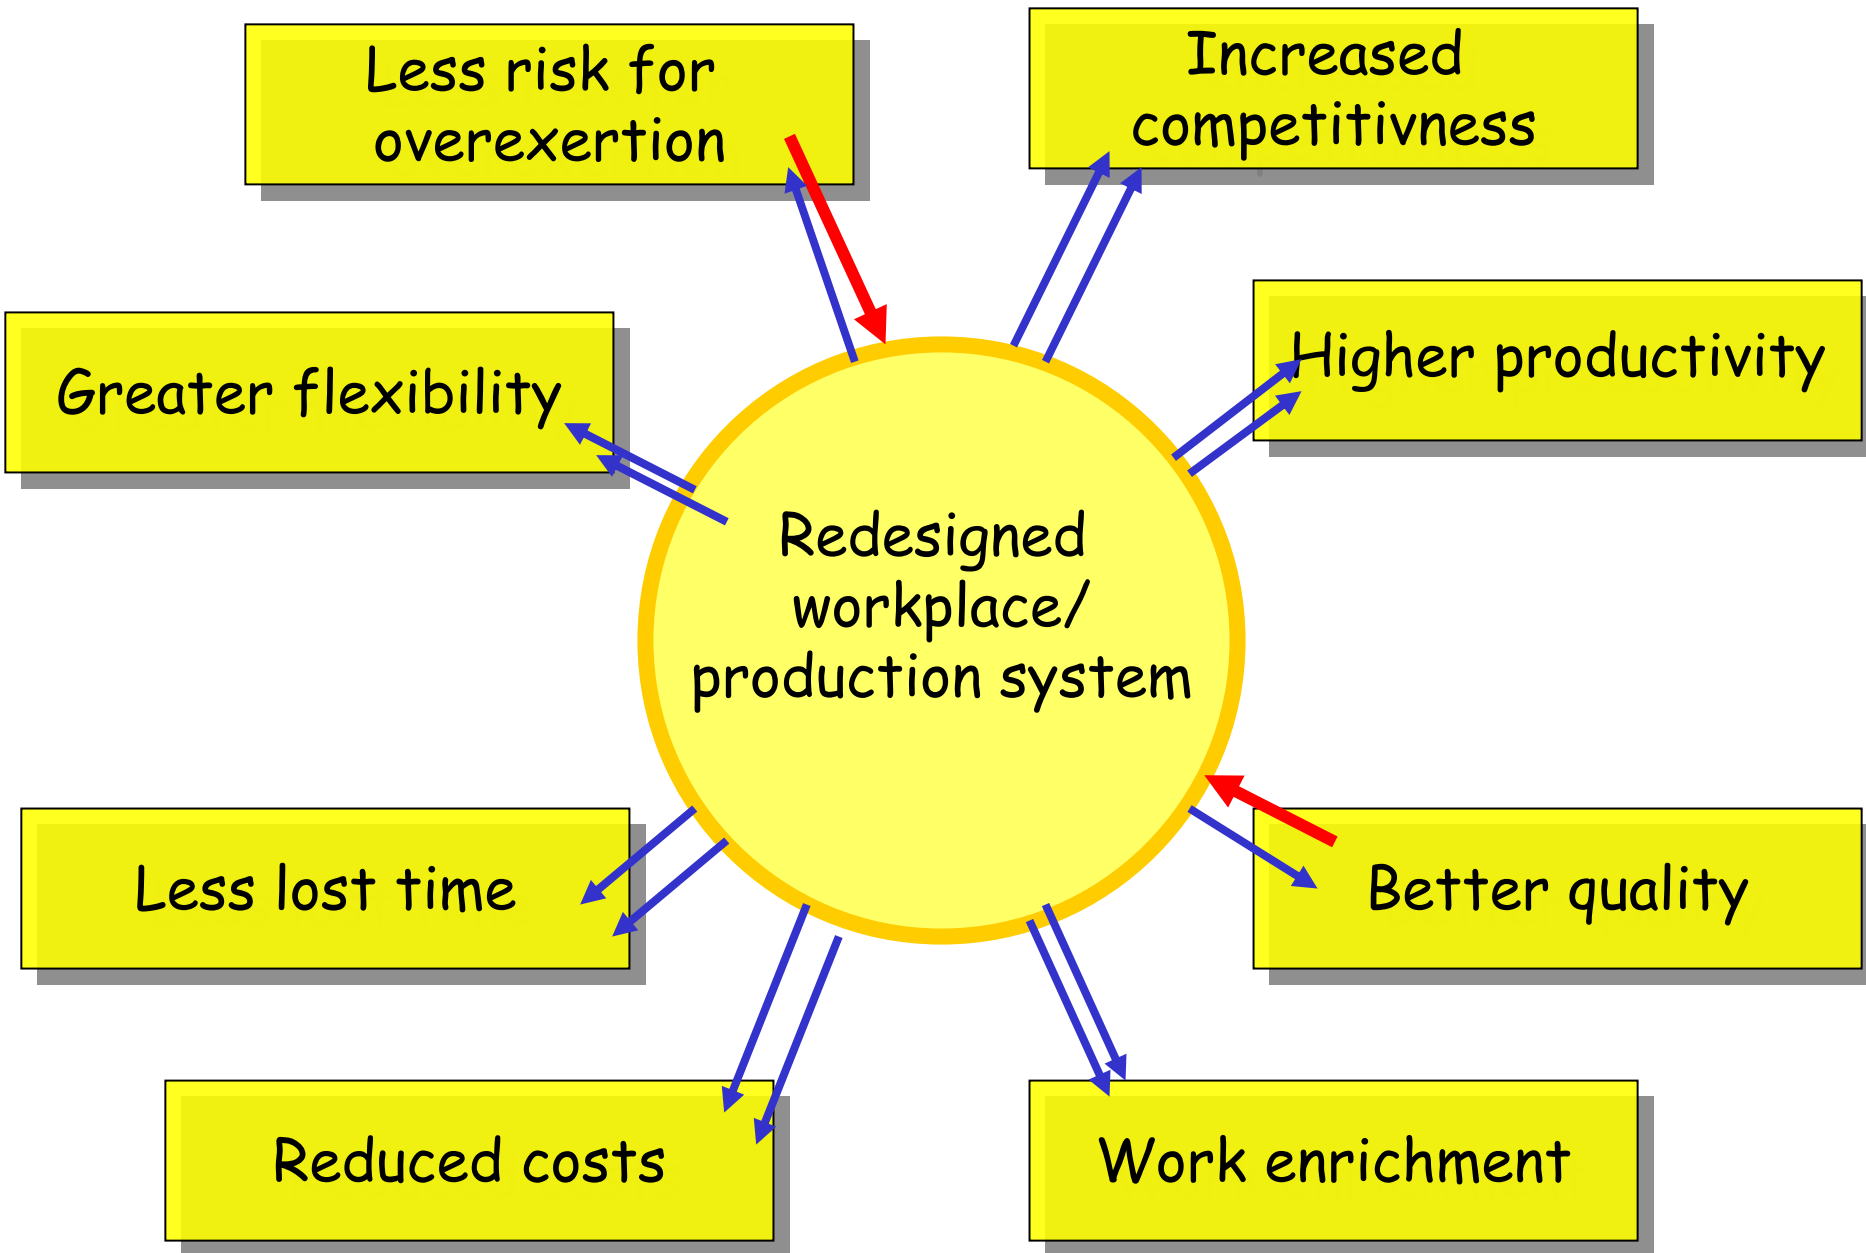 Less risk for
overexertion
Increased
competitivness
Greater flexibility
Higher productivity
Redesigned
workplace/
production system
Less lost time
Better quality
Reduced costs
Work enrichment